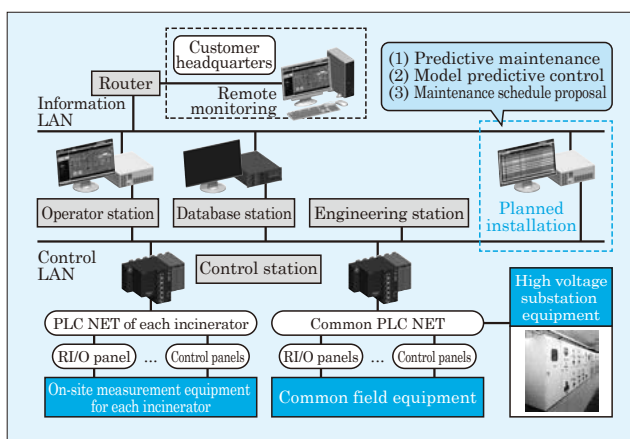 Customer
headquarters
Router
Remote
monitoring
Information
LAN
(1) Predictive maintenance
(2) Model predictive control
(3) Maintenance schedule proposal
Operator station
Database station
Engineering station
Planned
installation
Control
LAN
Control station
High voltage
substation
equipment
PLC NET of each incinerator
Common PLC NET
RI/O panel
...
Control panels
RI/O panels
...
Control panels
On-site measurement equipment
for each incinerator
Common field equipment